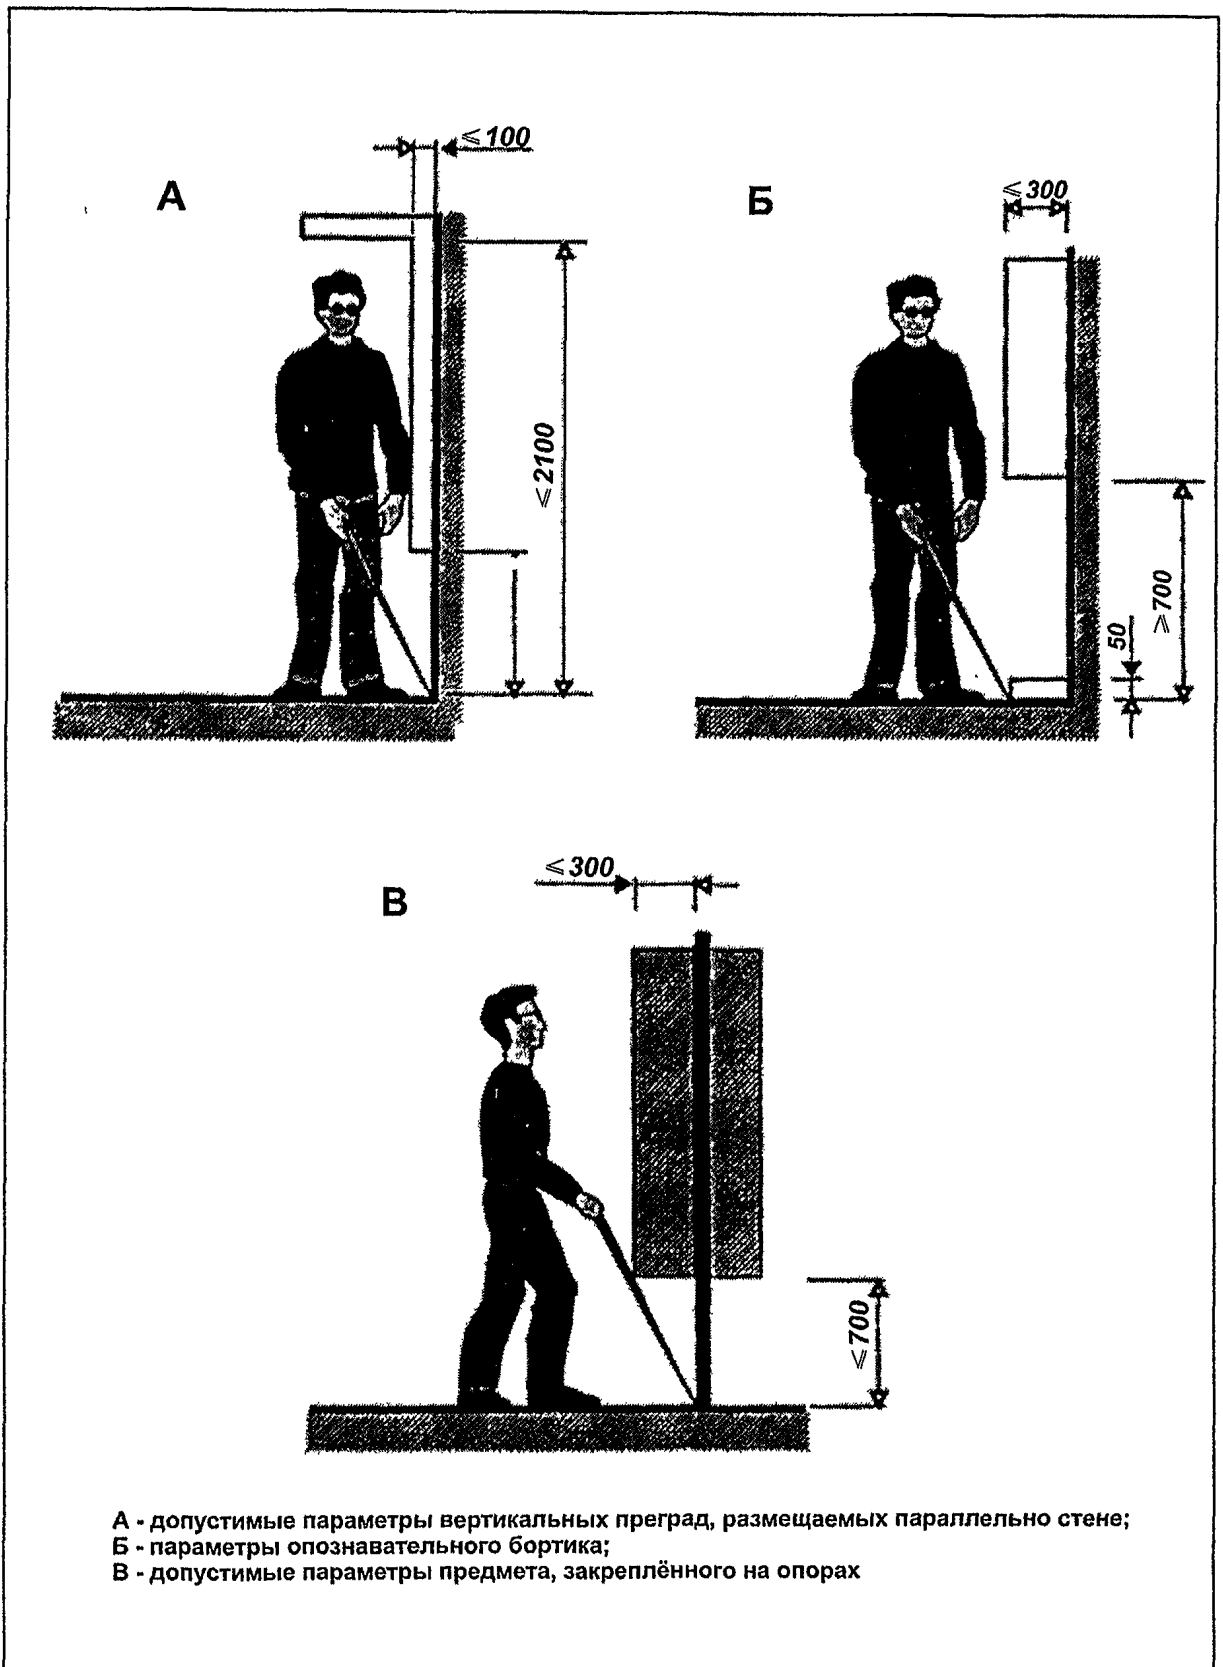 ≤100
А
≤2100
Б
≤300
50
≥700
≤300
В
≤700
А - допустимые параметры вертикальных преград, размещаемых параллельно стене;
Б - параметры опознавательного бортика;
В - допустимые параметры предмета, закреплённого на опорах